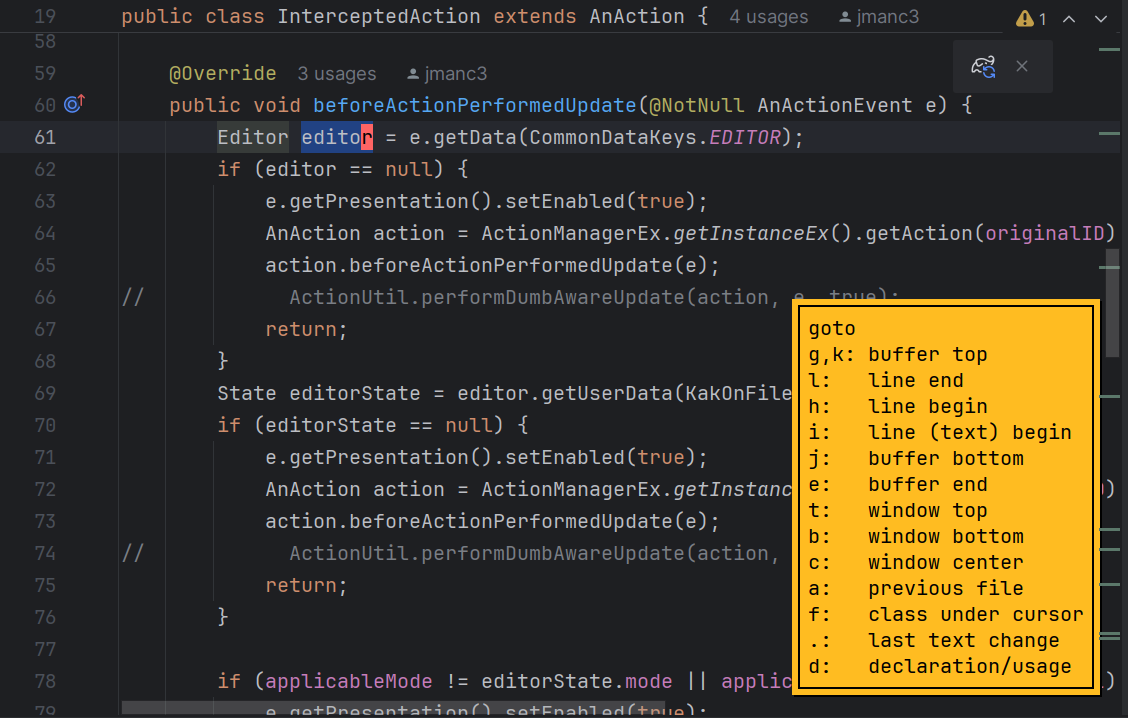 19 public class InterceptedAction extends AnAction { 4 usages jmanc3
1
58
59 @Override 3 usages jmanc3
60 public void beforeActionPerformedUpdate(@NotNull AnActionEvent e) {
61 Editor editor = e.getData(CommonDataKeys.EDITOR);
62 if (editor == null) {
63 e.getPresentation().setEnabled(true);
64 AnAction action = ActionManagerEx.getInstanceEx().getAction(originalID)
65 action.beforeActionPerformedUpdate(e);
66 // ActionUtil.performDumbAwareUpdate(action, e, true);
67 return;
68 }
69 State editorState = editor.getUserData(KakOnFile
70 if (editorState == null) {
71 e.getPresentation().setEnabled(true);
72 AnAction action = ActionManagerEx.getInstanc )
73 action.beforeActionPerformedUpdate(e);
74 // ActionUtil.performDumbAwareUpdate(action,
75 return;
76 }
77
78 if (applicableMode != editorState.mode || applic )
79 e.getPresentation().setEnabled(true);
goto
g,k: buffer top
l: line end
h: line begin
i: line (text) begin
j: buffer bottom
e: buffer end
t: window top
b: window bottom
c: window center
a: previous file
f: class under cursor
.: last text change
d: declaration/usage